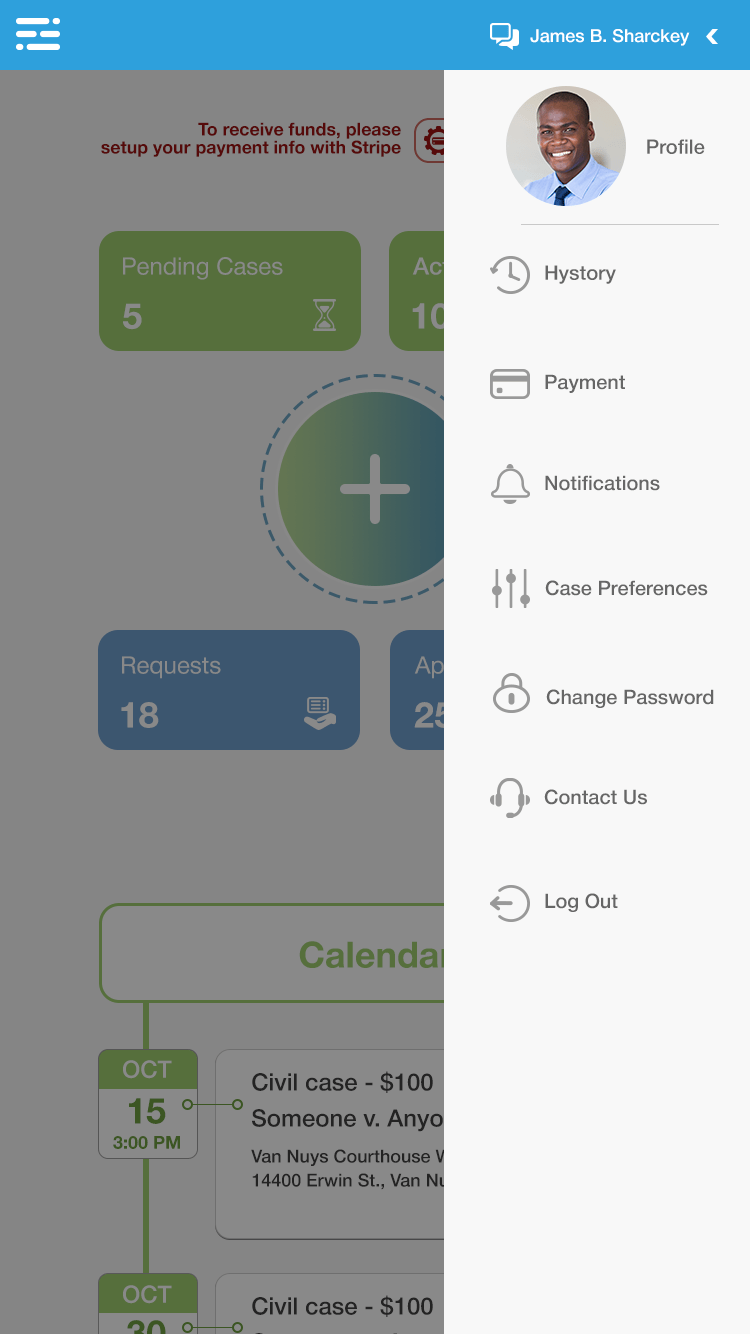 James B. Sharckey
To receive funds, please
setup your payment info with Stripe
Profile
Pending Cases
5
10
Hystory
Payment
Notifications
Case Preferences
Change Password
Contact Us
Log Out
Requests
18
25
Calendar
OCT
15
3:00 PM
Civil case - $100
Someone v. Anyo
Van Nuys Courthouse W
14400 Erwin St., Van Nu
OCT
30
Civil case - $100